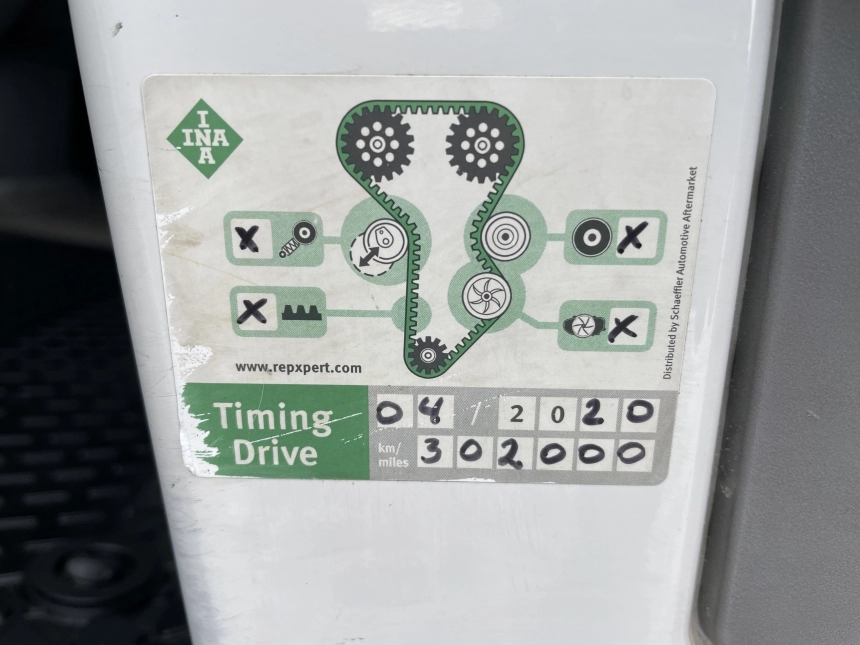 I
INA
A
X
X
X
X
www.repxpert.com
Distributed by Schaeffler Automotive Aftermarket
Timing
Drive
04 / 2020
km/
miles
302000